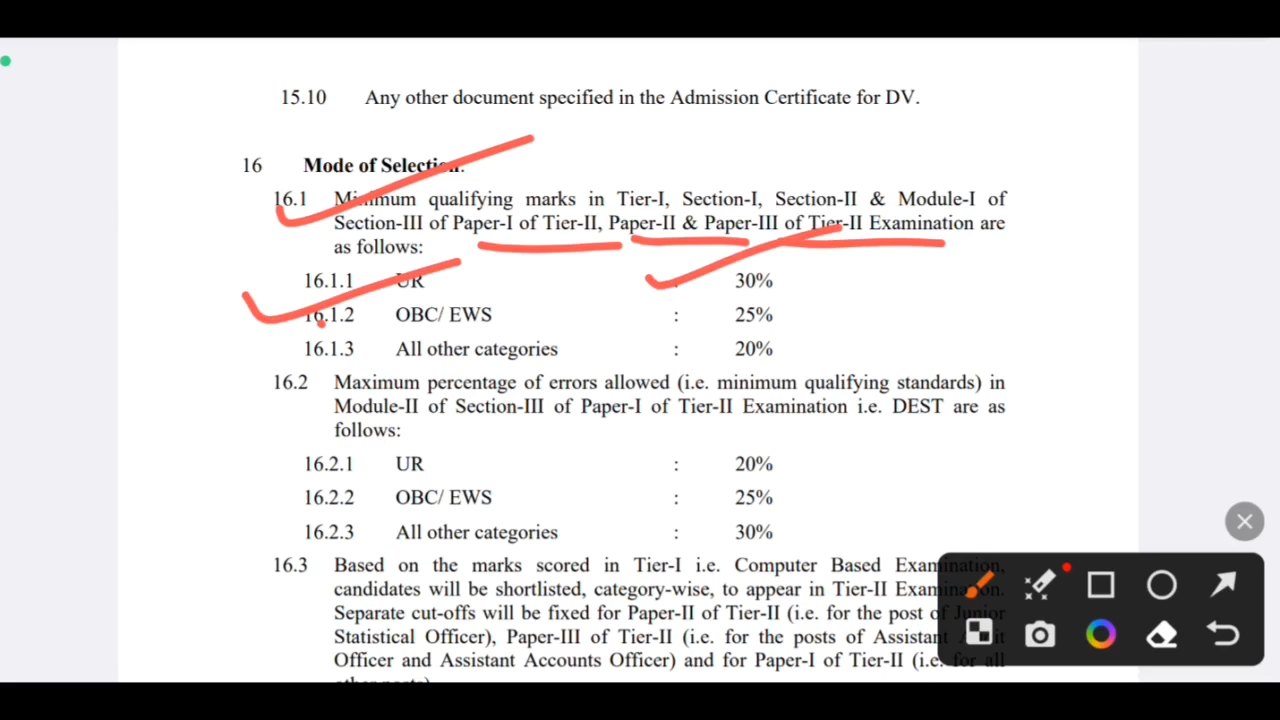 15.10 Any other document specified in the Admission Certificate for DV.
16 Mode of Selection:
16.1 Minimum qualifying marks in Tier-I, Section-I, Section-II & Module-I of
Section-III of Paper-I of Tier-II, Paper-II & Paper-III of Tier-II Examination are
as follows:
16.1.1 UR : 30%
16.1.2 OBC/ EWS : 25%
16.1.3 All other categories : 20%
16.2 Maximum percentage of errors allowed (i.e. minimum qualifying standards) in
Module-II of Section-III of Paper-I of Tier-II Examination i.e. DEST are as
follows:
16.2.1 UR : 20%
16.2.2 OBC/ EWS : 25%
16.2.3 All other categories : 30%
16.3 Based on the marks scored in Tier-I i.e. Computer Based Examination,
candidates will be shortlisted, category-wise, to appear in Tier-II Examination.
Separate cut-offs will be fixed for Paper-II of Tier-II (i.e. for the post of Junior
Statistical Officer), Paper-III of Tier-II (i.e. for the posts of Assistant
Officer and Assistant Accounts Officer) and for Paper-I of Tier-II (i.e. for all